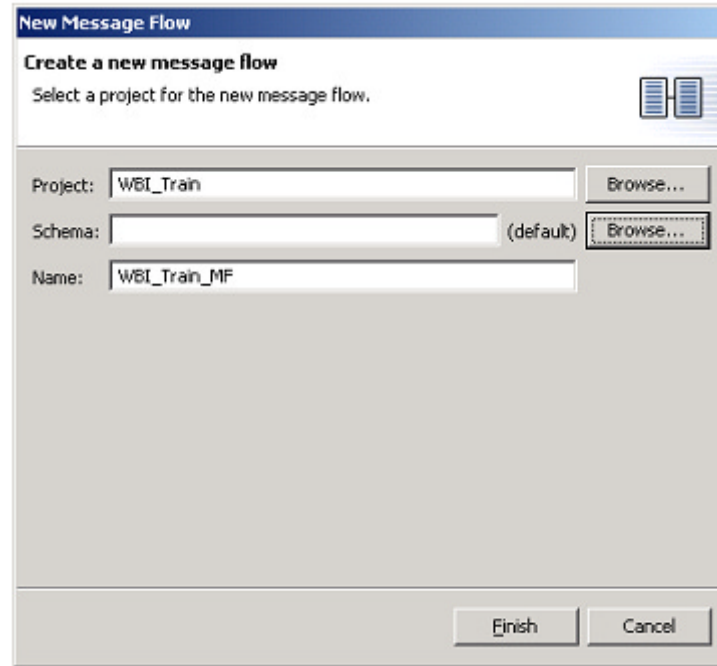 New Message Flow
Create a new message flow
Select a project for the new message flow.
Project: WBI_Train Browse...
Schema: (default) Browse...
Name: WBI_Train_MF
Finish Cancel